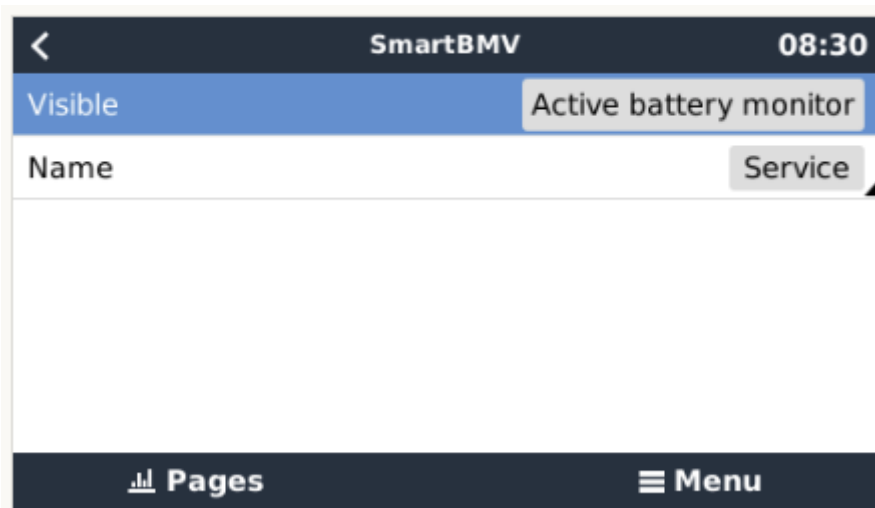 SmartBMV 08:30
Visible Active battery monitor
Name Service
Pages Menu